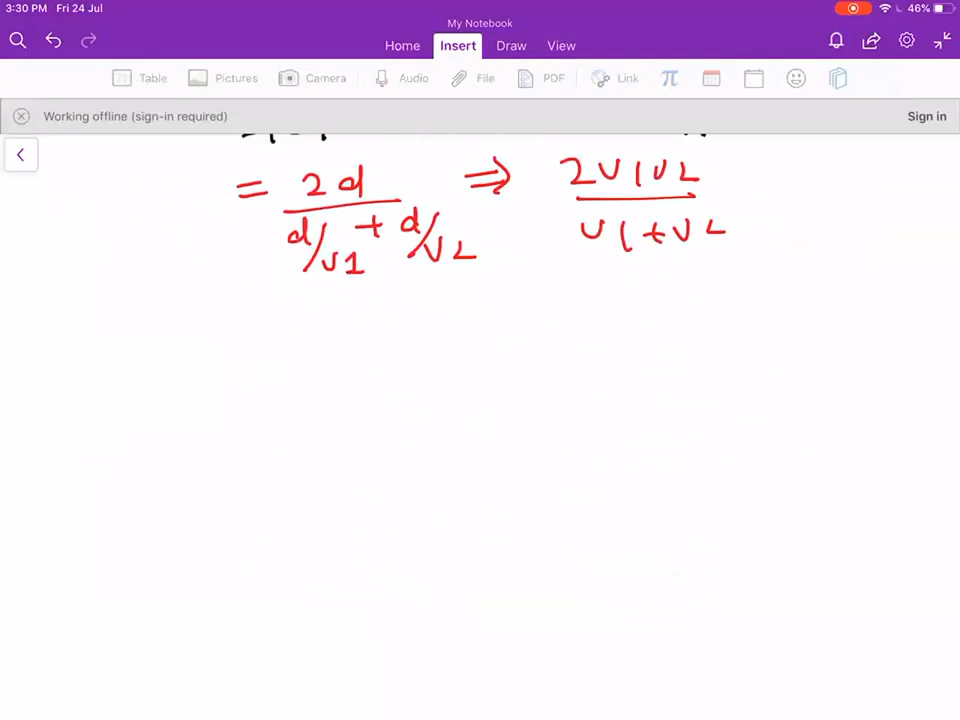 3:30 PM Fri 24 Jul 46%
My Notebook
Home Insert Draw View
Table Pictures Camera Audio File PDF Link
Working offline (sign-in required) Sign in
= 2d ⇒ 2V1V2
d/V1 + d/V2 V1+V2